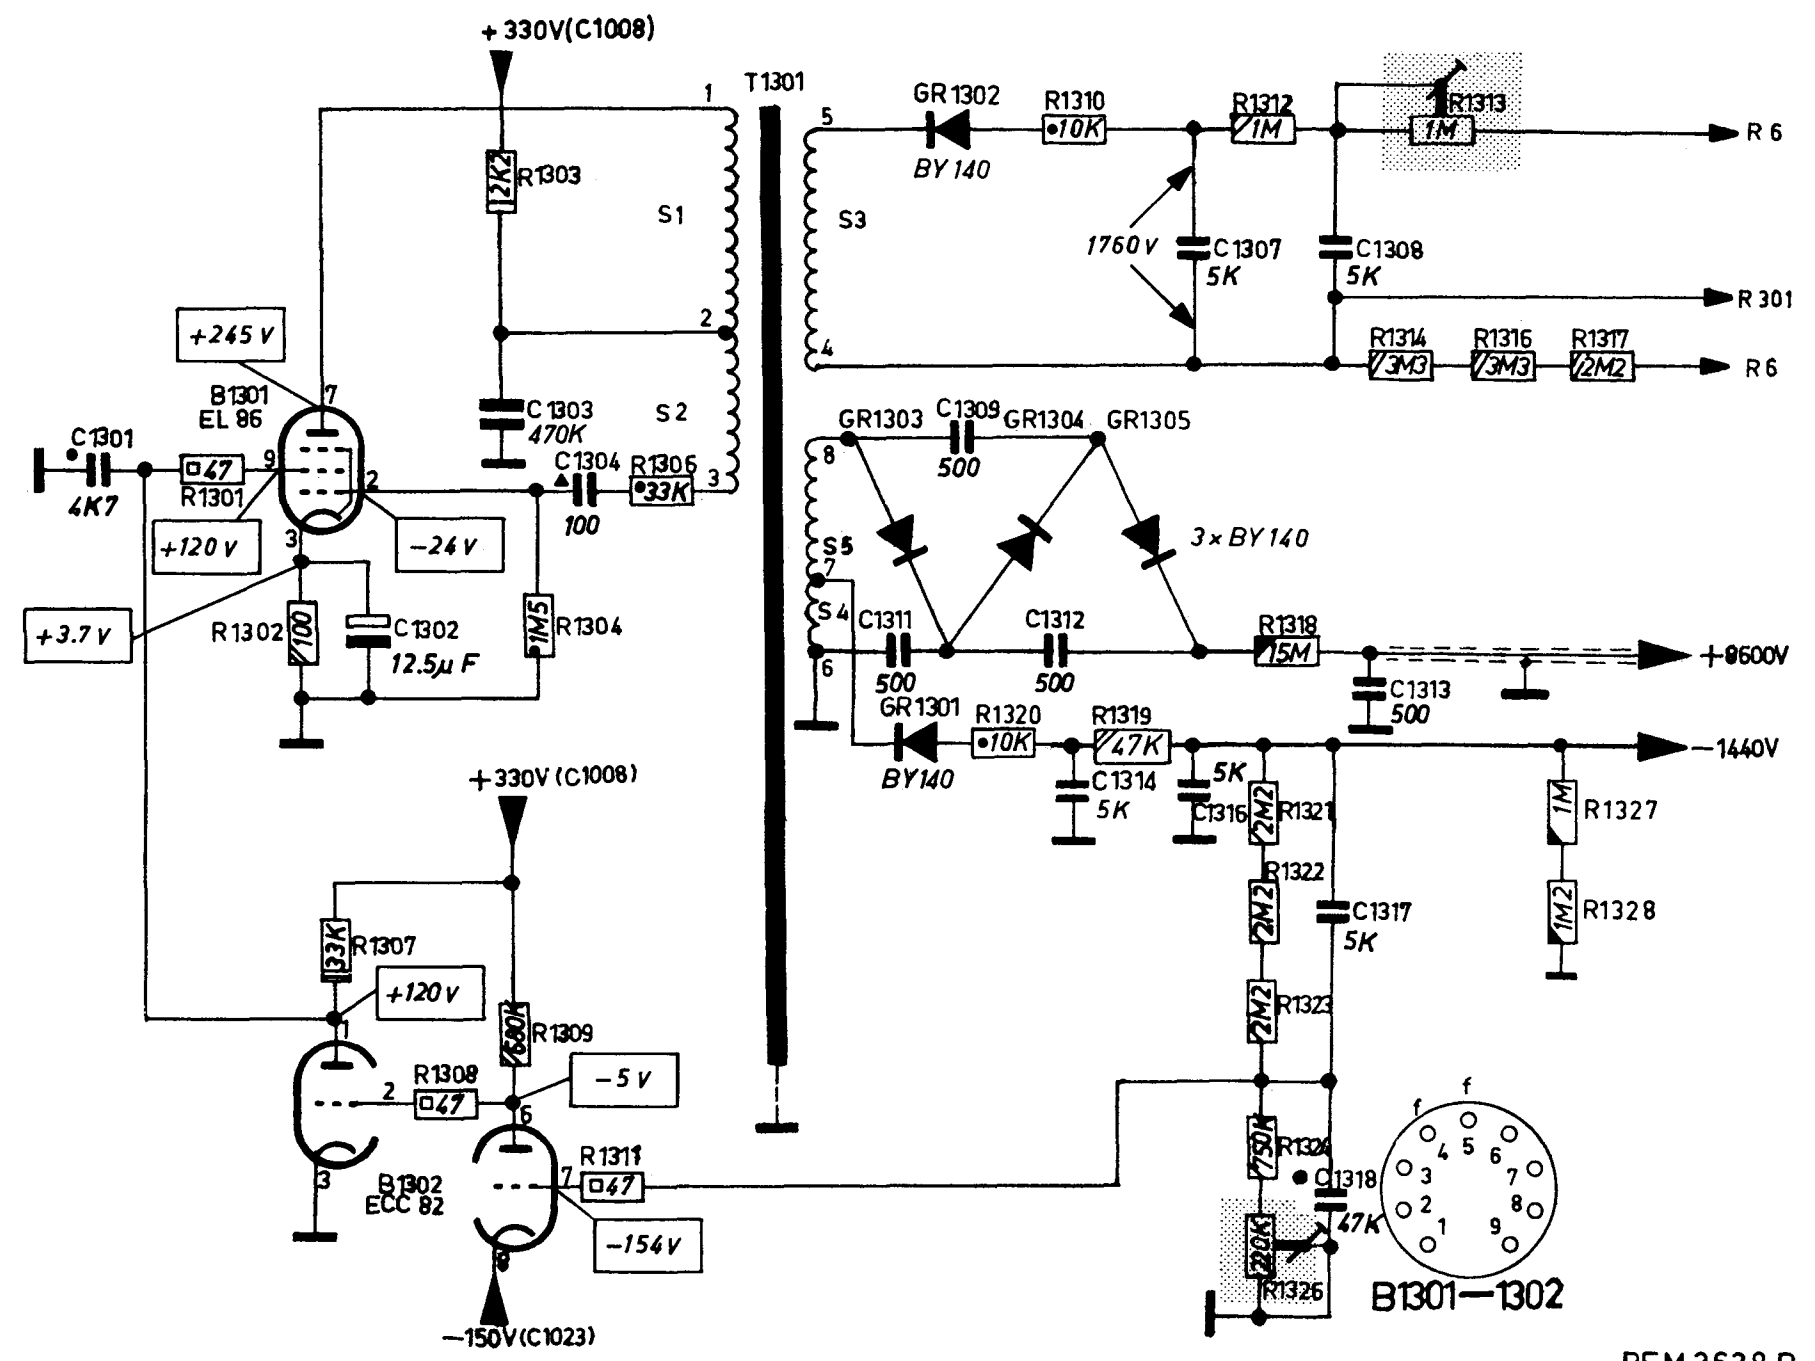 +330V(C1008)
T1301
1
2K2
R1303
S1
2
S2
3
+245V
B1301
EL 86
7
C1301
4K7
47
R1301
9
2
3
+120V
-24V
+3.7V
R1302
100
C1302
12.5µF
1M5
R1304
C1303
470K
C1304
100
R1306
33K
5
S3
4
GR1302
BY140
R1310
10K
R1312
1M
R1313
1M
R6
1760V
C1307
5K
C1308
5K
R301
R1314
3M3
R1316
3M3
R1317
2M2
R6
GR1303
C1309
500
GR1304
GR1305
8
S5
7
S4
6
3×BY140
C1311
500
C1312
500
R1318
15M
C1313
500
+8600V
GR1301
BY140
R1320
10K
R1319
47K
C1314
5K
5K
C1316
-1440V
2M2
R1321
R1322
2M2
2M2
R1323
C1317
5K
1M
R1327
1M2
R1328
+330V(C1008)
33K
R1307
+120V
1
680K
R1309
-5V
R1308
47
2
3
6
B1302
ECC 82
7
R1311
47
-154V
-150V(C1023)
750K
C1318
47K
220K
R1326
f
f
1
2
3
4
5
6
7
8
9
B1301—1302